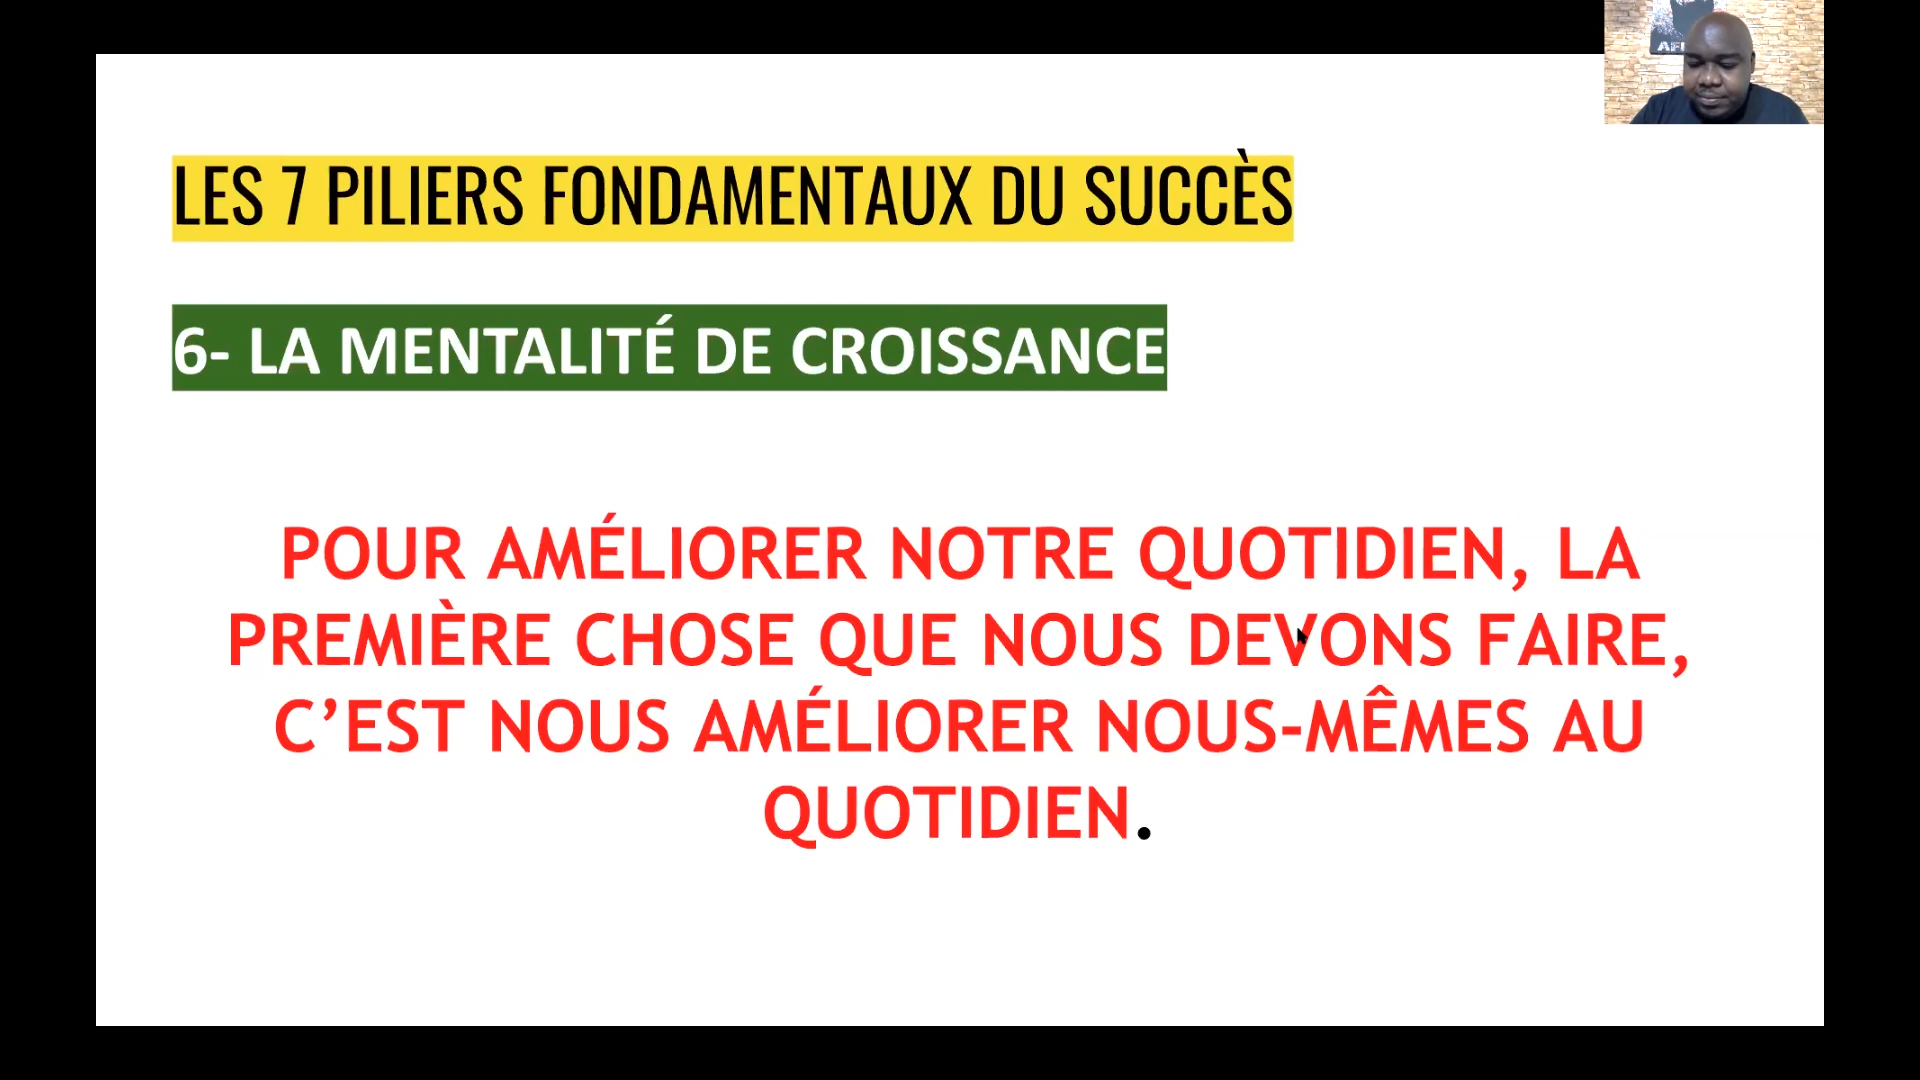 LES 7 PILIERS FONDAMENTAUX DU SUCCÈS
6- LA MENTALITÉ DE CROISSANCE
POUR AMÉLIORER NOTRE QUOTIDIEN, LA
PREMIÈRE CHOSE QUE NOUS DEVONS FAIRE,
C’EST NOUS AMÉLIORER NOUS-MÊMES AU
QUOTIDIEN.